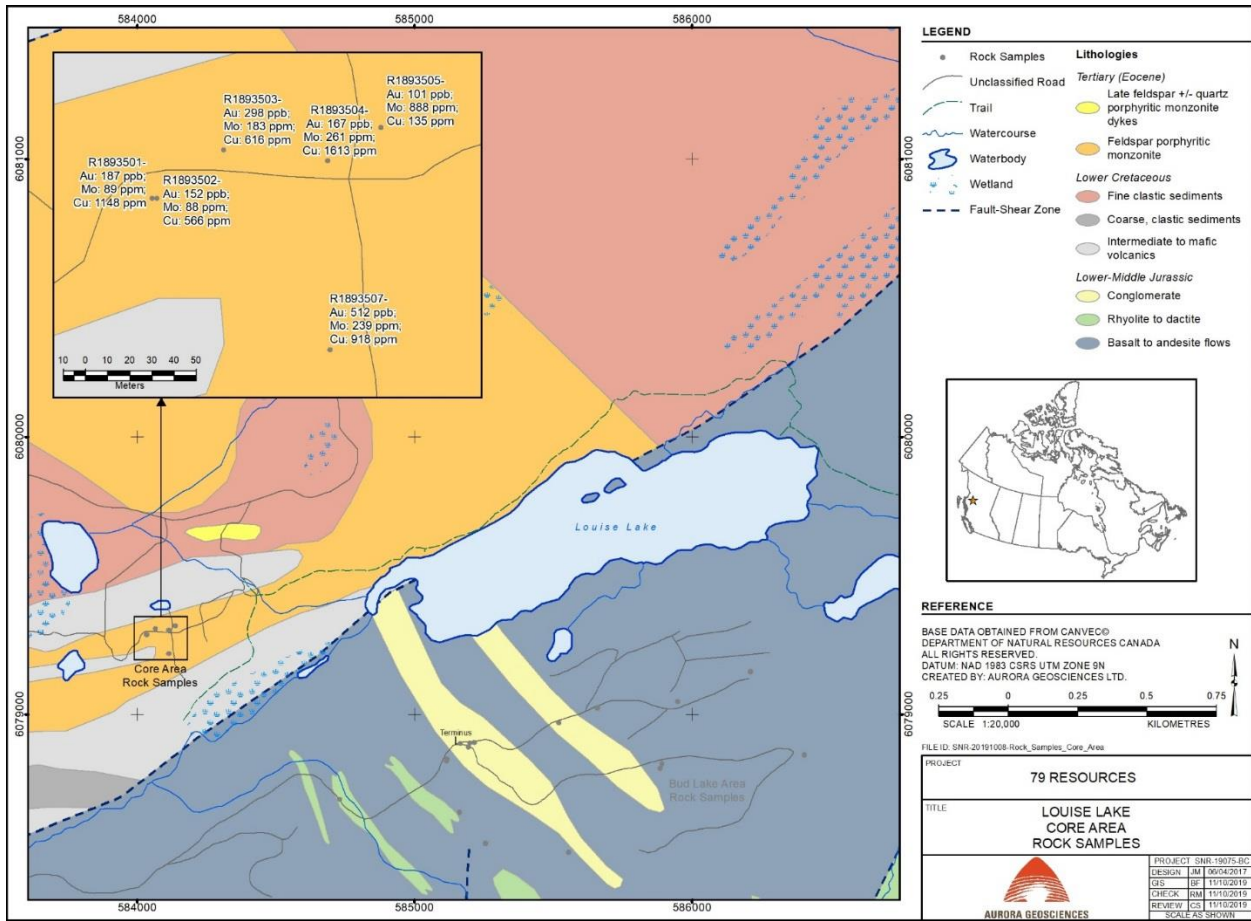 584000
585000
586000
6081000
6080000
6079000
6081000
6080000
6079000
584000
585000
586000
R1893501-
Au: 187 ppb;
Mo: 89 ppm;
Cu: 1148 ppm
R1893502-
Au: 152 ppb;
Mo: 88 ppm;
Cu: 566 ppm
R1893503-
Au: 298 ppb;
Mo: 183 ppm;
Cu: 616 ppm
R1893504-
Au: 167 ppb;
Mo: 261 ppm;
Cu: 1613 ppm
R1893505-
Au: 101 ppb;
Mo: 888 ppm;
Cu: 135 ppm
R1893507-
Au: 512 ppb;
Mo: 239 ppm;
Cu: 918 ppm
10 0 10 20 30 40 50
Meters
Louise Lake
Core Area
Rock Samples
Terminus
Bud Lake Area
Rock Samples
LEGEND
Rock Samples
Unclassified Road
Trail
Watercourse
Waterbody
Wetland
Fault-Shear Zone
Lithologies
Tertiary (Eocene)
Late feldspar +/- quartz
porphyritic monzonite
dykes
Feldspar porphyritic
monzonite
Lower Cretaceous
Fine clastic sediments
Coarse, clastic sediments
Intermediate to mafic
volcanics
Lower-Middle Jurassic
Conglomerate
Rhyolite to dactite
Basalt to andesite flows
REFERENCE
BASE DATA OBTAINED FROM CANVEC©
DEPARTMENT OF NATURAL RESOURCES CANADA
ALL RIGHTS RESERVED.
DATUM: NAD 1983 CSRS UTM ZONE 9N
CREATED BY: AURORA GEOSCIENCES LTD.
N
0.25 0 0.25 0.5 0.75
SCALE 1:20,000 KILOMETRES
FILE ID: SNR-20191008-Rock_Samples_Core_Area
PROJECT
79 RESOURCES
TITLE
LOUISE LAKE
CORE AREA
ROCK SAMPLES
AURORA GEOSCIENCES
PROJECT SNR-19075-BC
DESIGN JM 06/04/2017
GIS BF 11/10/2019
CHECK RM 11/10/2019
REVIEW CS 11/10/2019
SCALE AS SHOWN